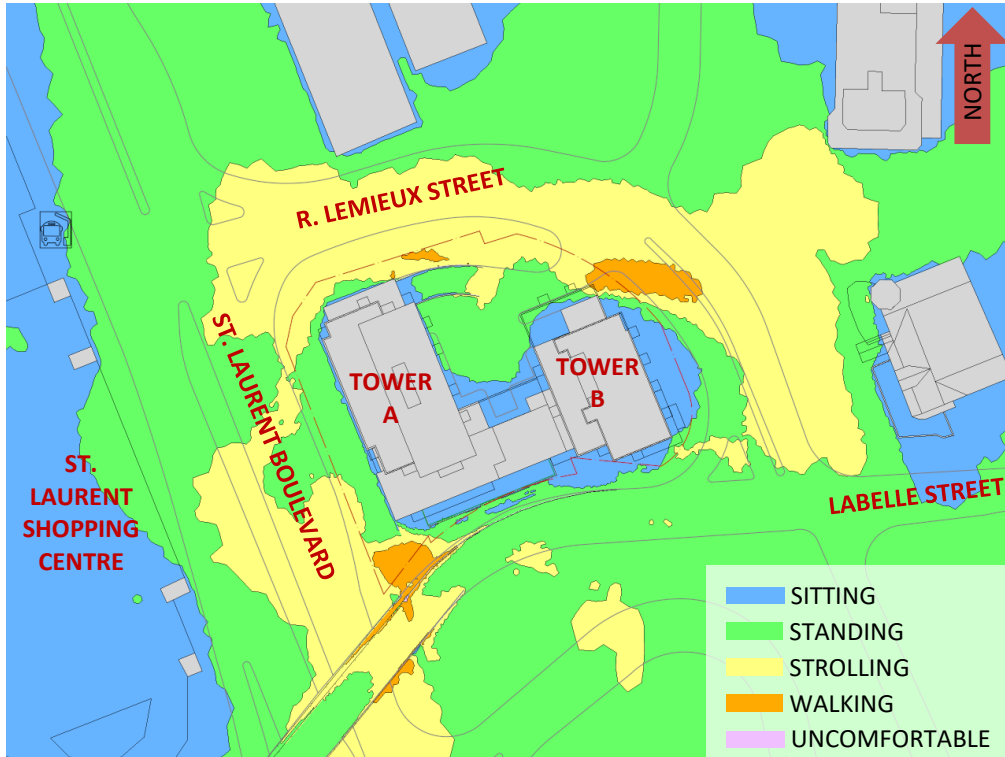 NORTH
R. LEMIEUX STREET
TOWER
A
TOWER
B
ST. LAURENT BOULEVARD
ST.
LAURENT
SHOPPING
CENTRE
LABELLE STREET
SITTING
STANDING
STROLLING
WALKING
UNCOMFORTABLE